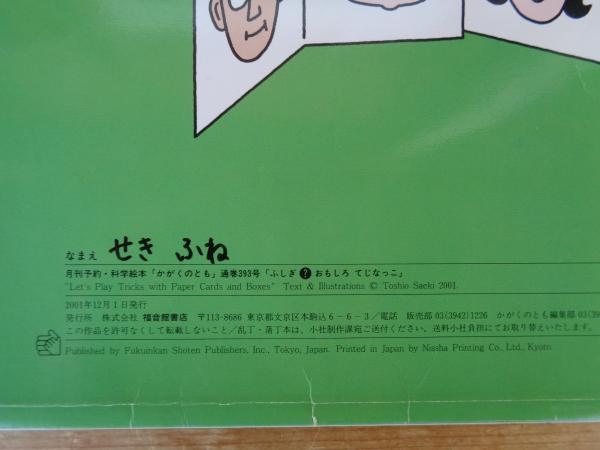 なまえ せき ふね
月刊予約・科学絵本「かがくのとも」通巻393号「ふしぎ?おもしろ てじなっこ」
"Let's Play Tricks with Paper Cards and Boxes" Text & Illustrations © Toshio Saeki 2001.
2001年12月1日発行
発行所 株式会社 福音館書店 〒113-8686 東京都文京区本駒込6-6-3/電話 販売部03(3942)1226 かがくのとも編集部03(39
この作品を許可なくして転載しないこと/乱丁・落丁本は、小社制作課宛ご送付ください。送料小社負担にてお取り替えいたします。
Published by Fukuinkan Shoten Publishers, Inc., Tokyo, Japan. Printed in Japan by Nissha Printing Co., Ltd., Kyoto.